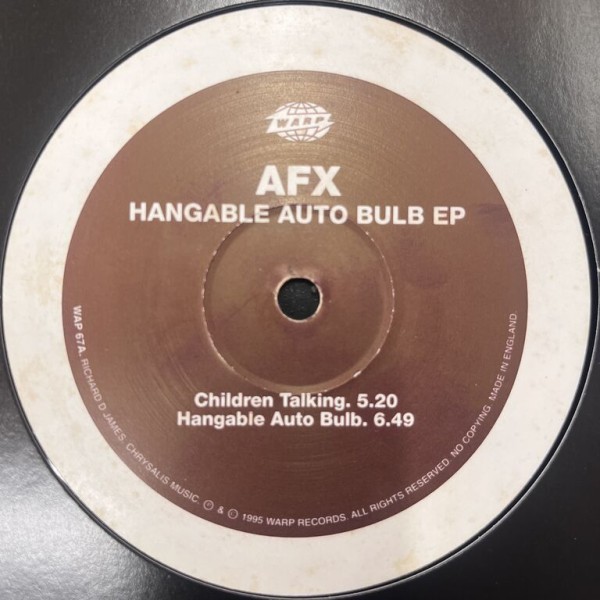 WARP
AFX
HANGABLE AUTO BULB EP
Children Talking. 5.20
Hangable Auto Bulb. 6.49
WAP 67A. RICHARD D JAMES. CHRYSALIS MUSIC. ℗ & © 1995 WARP RECORDS. ALL RIGHTS RESERVED. NO COPYING. MADE IN ENGLAND.